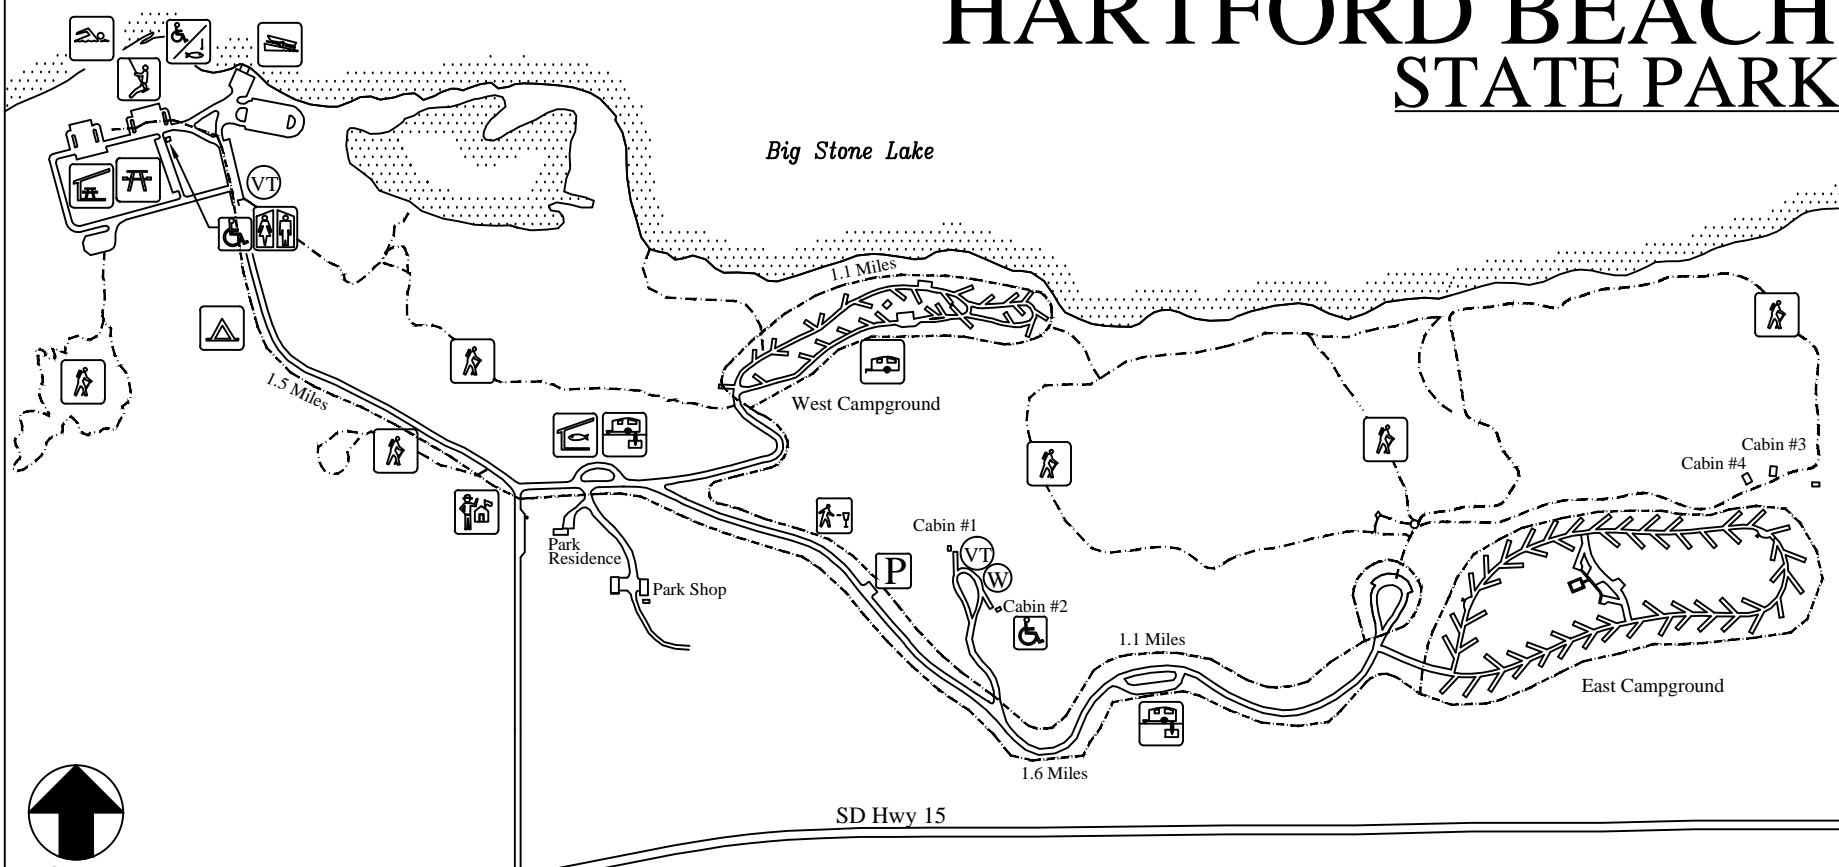 HARTFORD BEACH
STATE PARK
Big Stone Lake
VT
1.1 Miles
1.5 Miles
West Campground
Cabin #3
Cabin #4
Park
Residence
Park Shop
P
Cabin #1
VT
W
Cabin #2
1.1 Miles
East Campground
1.6 Miles
SD Hwy 15